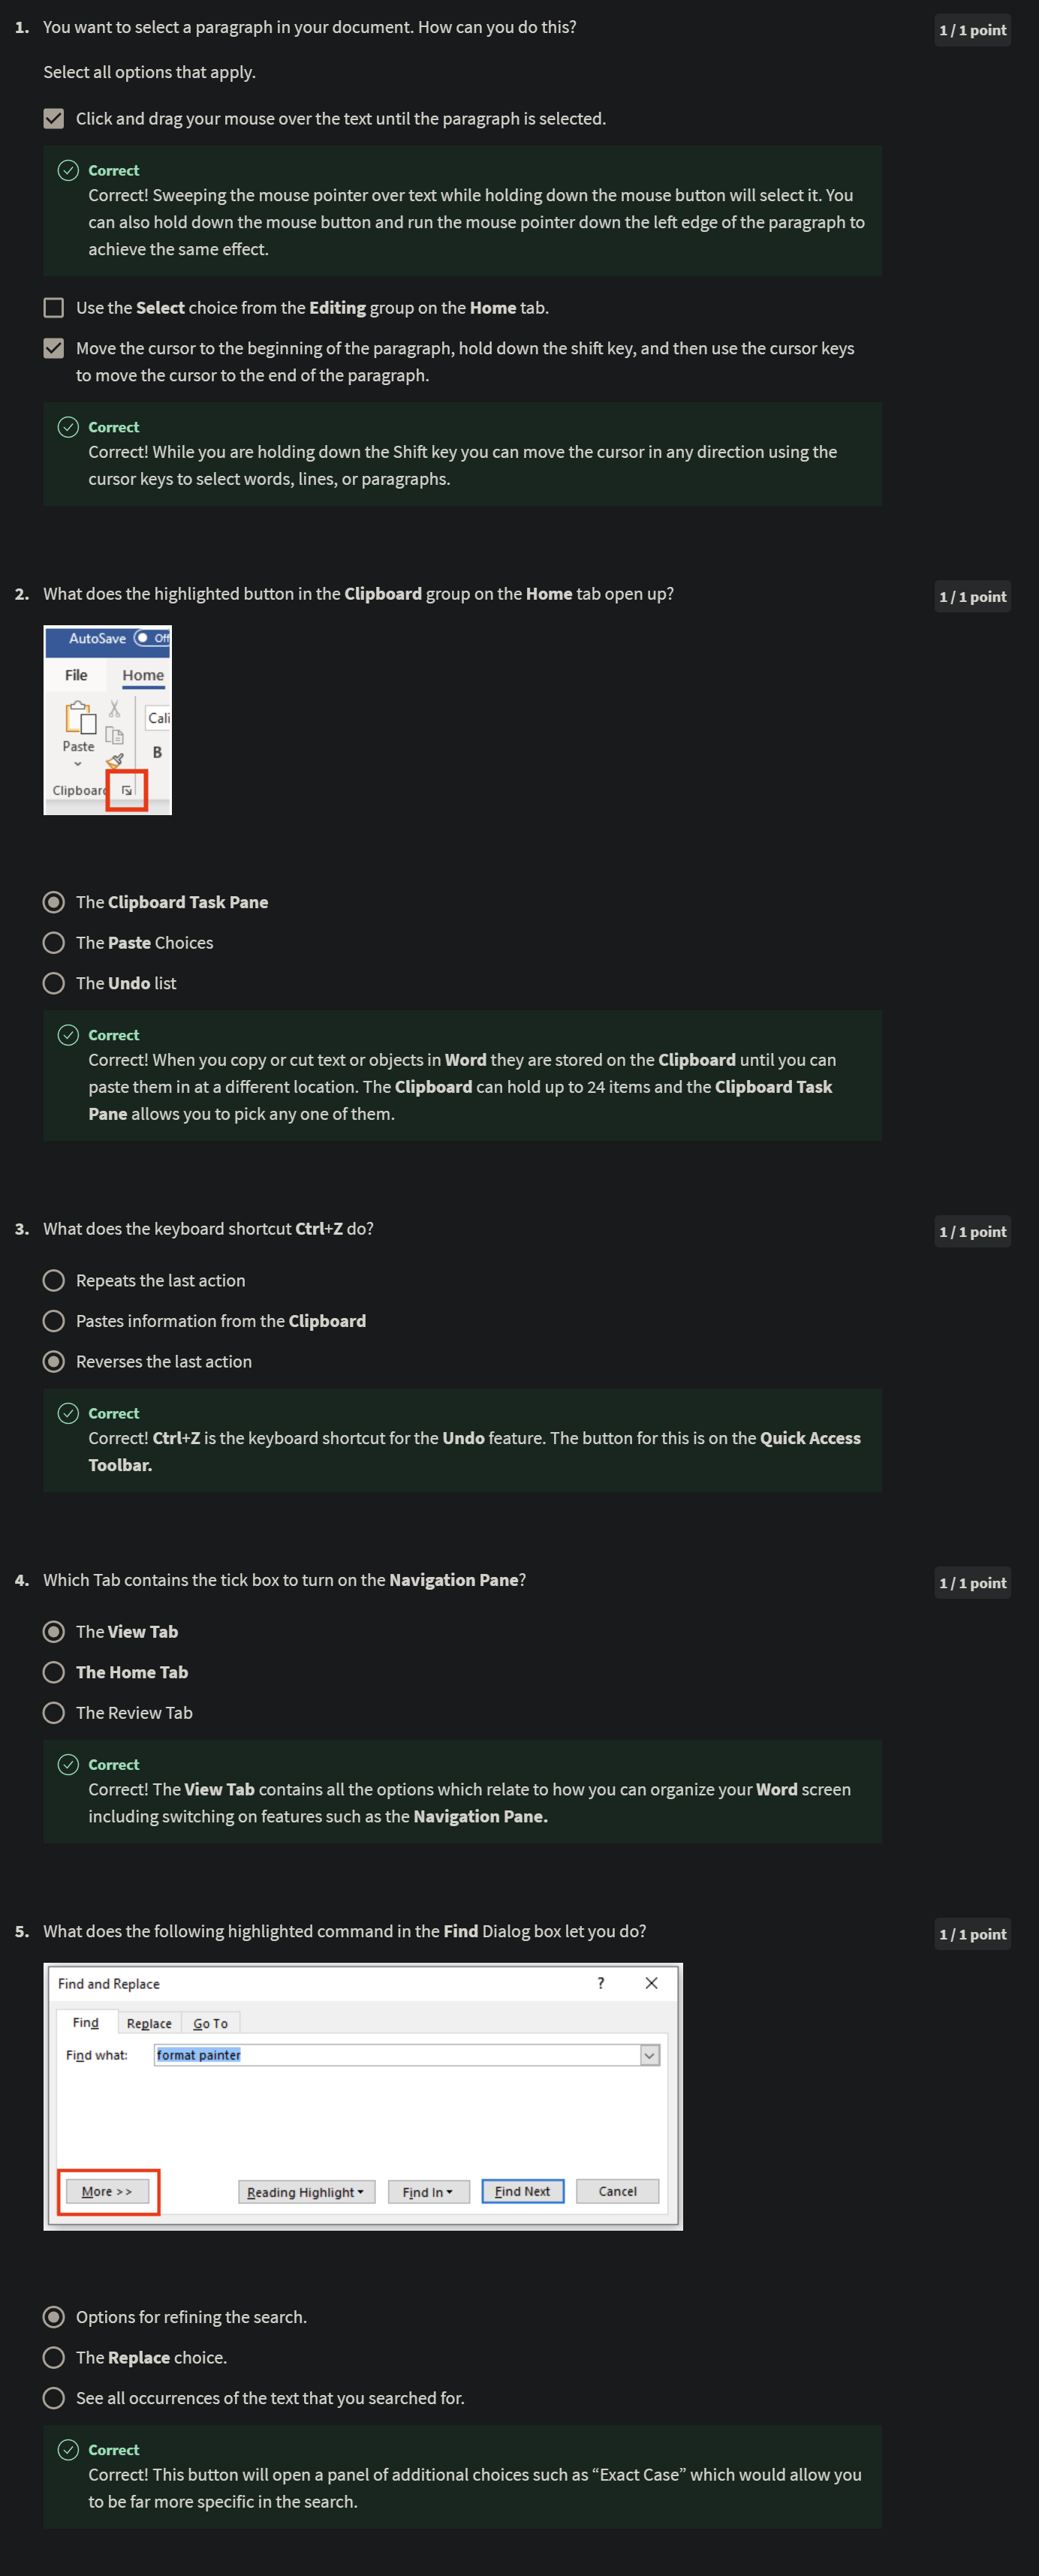 1. You want to select a paragraph in your document. How can you do this?
1 / 1 point
Select all options that apply.
Click and drag your mouse over the text until the paragraph is selected.
Correct
Correct! Sweeping the mouse pointer over text while holding down the mouse button will select it. You
can also hold down the mouse button and run the mouse pointer down the left edge of the paragraph to
achieve the same effect.
Use the Select choice from the Editing group on the Home tab.
Move the cursor to the beginning of the paragraph, hold down the shift key, and then use the cursor keys
to move the cursor to the end of the paragraph.
Correct
Correct! While you are holding down the Shift key you can move the cursor in any direction using the
cursor keys to select words, lines, or paragraphs.
2. What does the highlighted button in the Clipboard group on the Home tab open up?
1 / 1 point
AutoSave Off
File Home
Cali
Paste
B
Clipboard
The Clipboard Task Pane
The Paste Choices
The Undo list
Correct
Correct! When you copy or cut text or objects in Word they are stored on the Clipboard until you can
paste them in at a different location. The Clipboard can hold up to 24 items and the Clipboard Task
Pane allows you to pick any one of them.
3. What does the keyboard shortcut Ctrl+Z do?
1 / 1 point
Repeats the last action
Pastes information from the Clipboard
Reverses the last action
Correct
Correct! Ctrl+Z is the keyboard shortcut for the Undo feature. The button for this is on the Quick Access
Toolbar.
4. Which Tab contains the tick box to turn on the Navigation Pane?
1 / 1 point
The View Tab
The Home Tab
The Review Tab
Correct
Correct! The View Tab contains all the options which relate to how you can organize your Word screen
including switching on features such as the Navigation Pane.
5. What does the following highlighted command in the Find Dialog box let you do?
1 / 1 point
Find and Replace ?
Find Replace Go To
Find what: format painter
More >> Reading Highlight Find In Find Next Cancel
Options for refining the search.
The Replace choice.
See all occurrences of the text that you searched for.
Correct
Correct! This button will open a panel of additional choices such as “Exact Case” which would allow you
to be far more specific in the search.